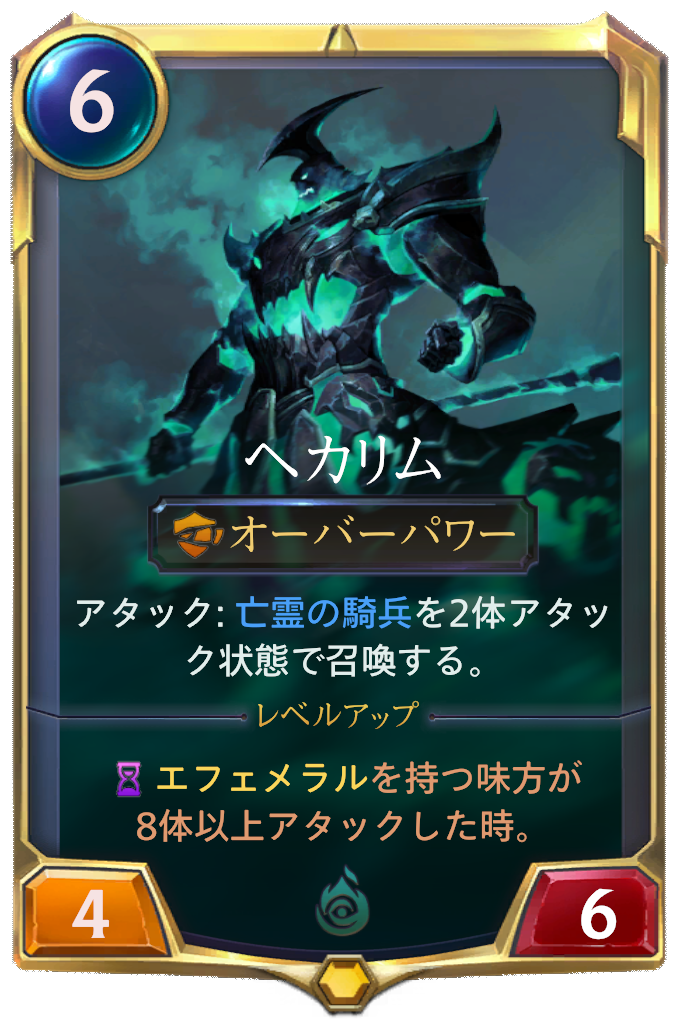 6
ヘカリム
オーバーパワー
アタック: 亡霊の騎兵を2体アタッ
ク状態で召喚する。
レベルアップ
エフェメラルを持つ味方が
8体以上アタックした時。
4
6